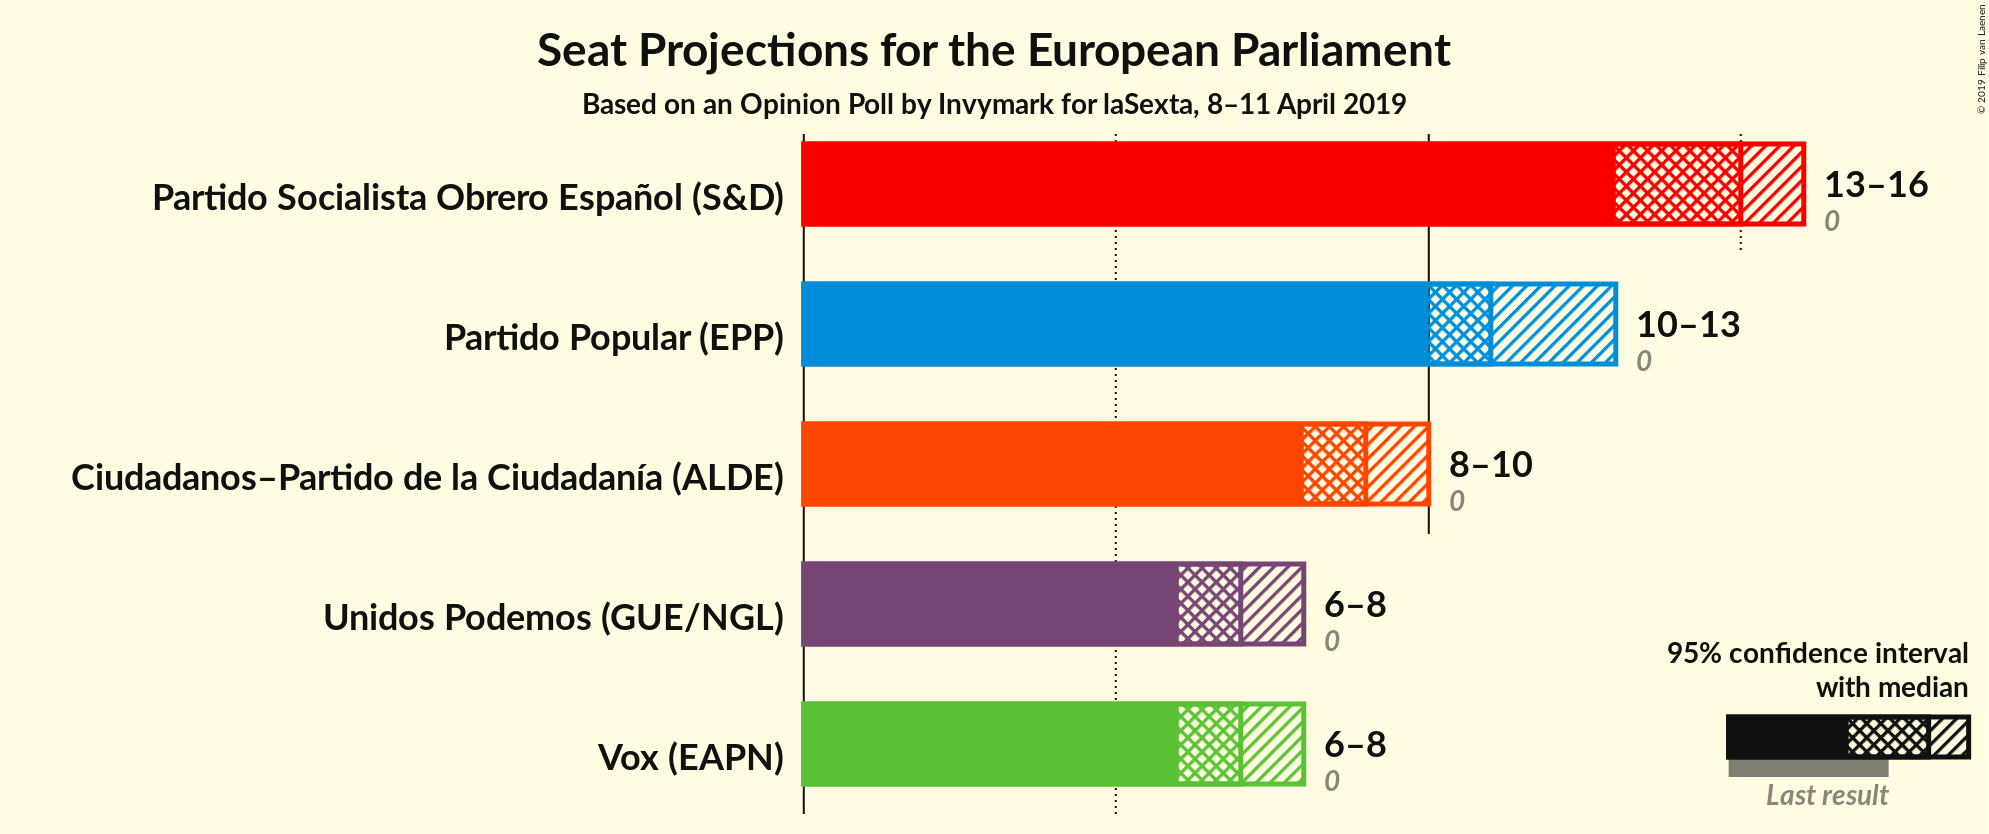 Seat Projections for the European Parliament
Based on an Opinion Poll by Invymark for laSexta, 8–11 April 2019
© 2019 Filip van Laenen
Partido Socialista Obrero Español (S&D)
13–16
0
Partido Popular (EPP)
10–13
0
Ciudadanos–Partido de la Ciudadanía (ALDE)
8–10
0
Unidos Podemos (GUE/NGL)
6–8
0
Vox (EAPN)
6–8
0
95% confidence interval
with median
Last result